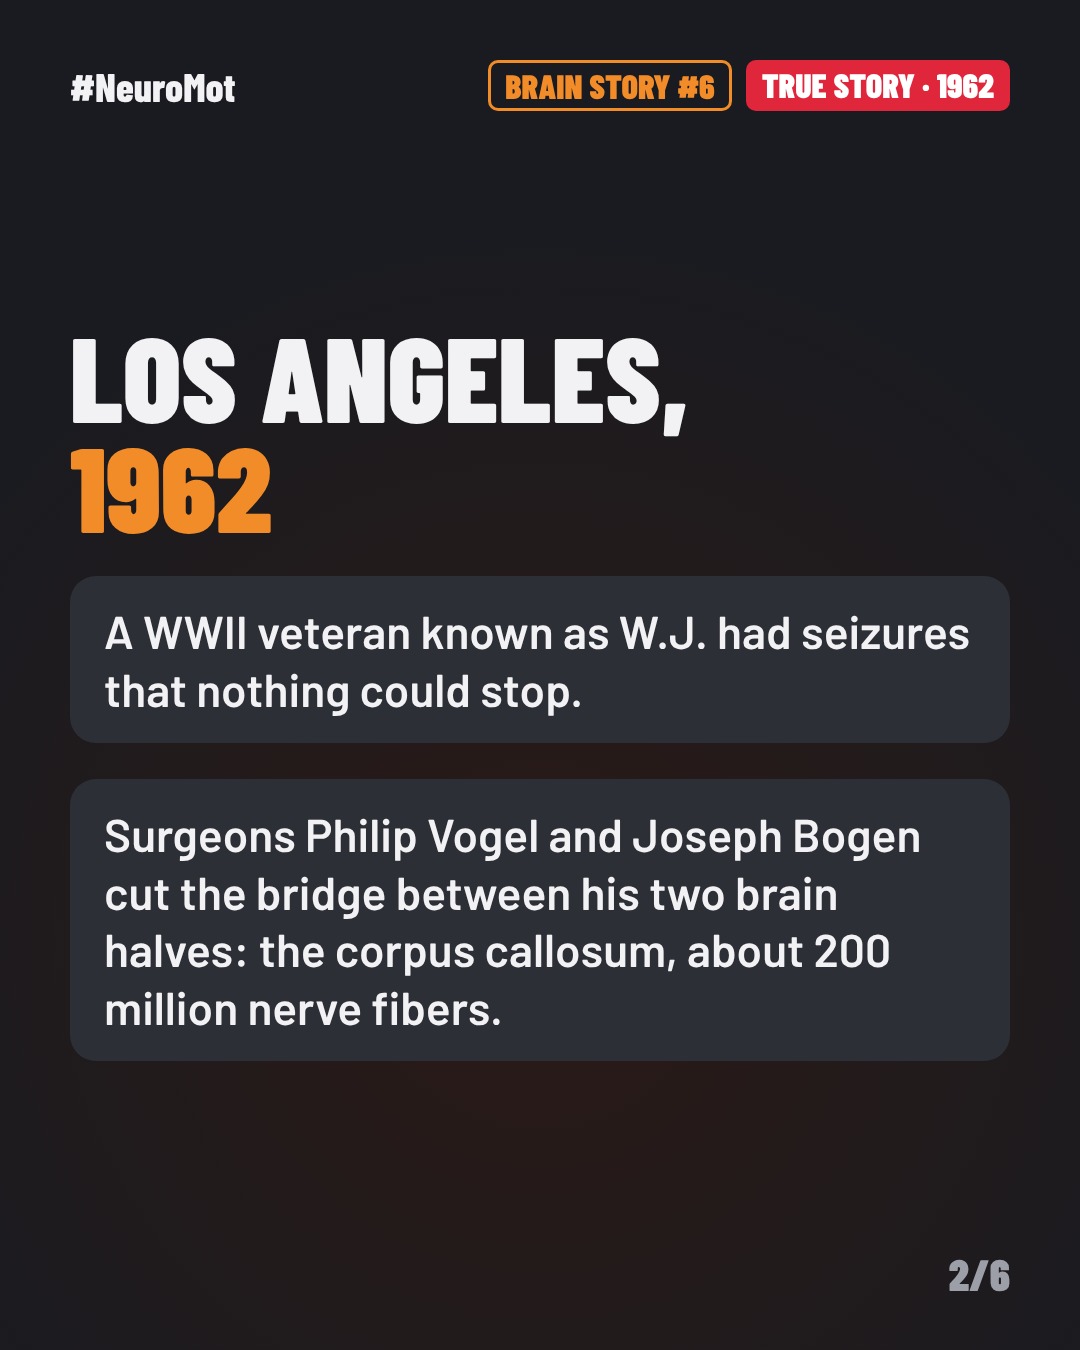 #NeuroMot
BRAIN STORY #6
TRUE STORY · 1962
LOS ANGELES,
1962
A WWII veteran known as W.J. had seizures
that nothing could stop.
Surgeons Philip Vogel and Joseph Bogen
cut the bridge between his two brain
halves: the corpus callosum, about 200
million nerve fibers.
2/6